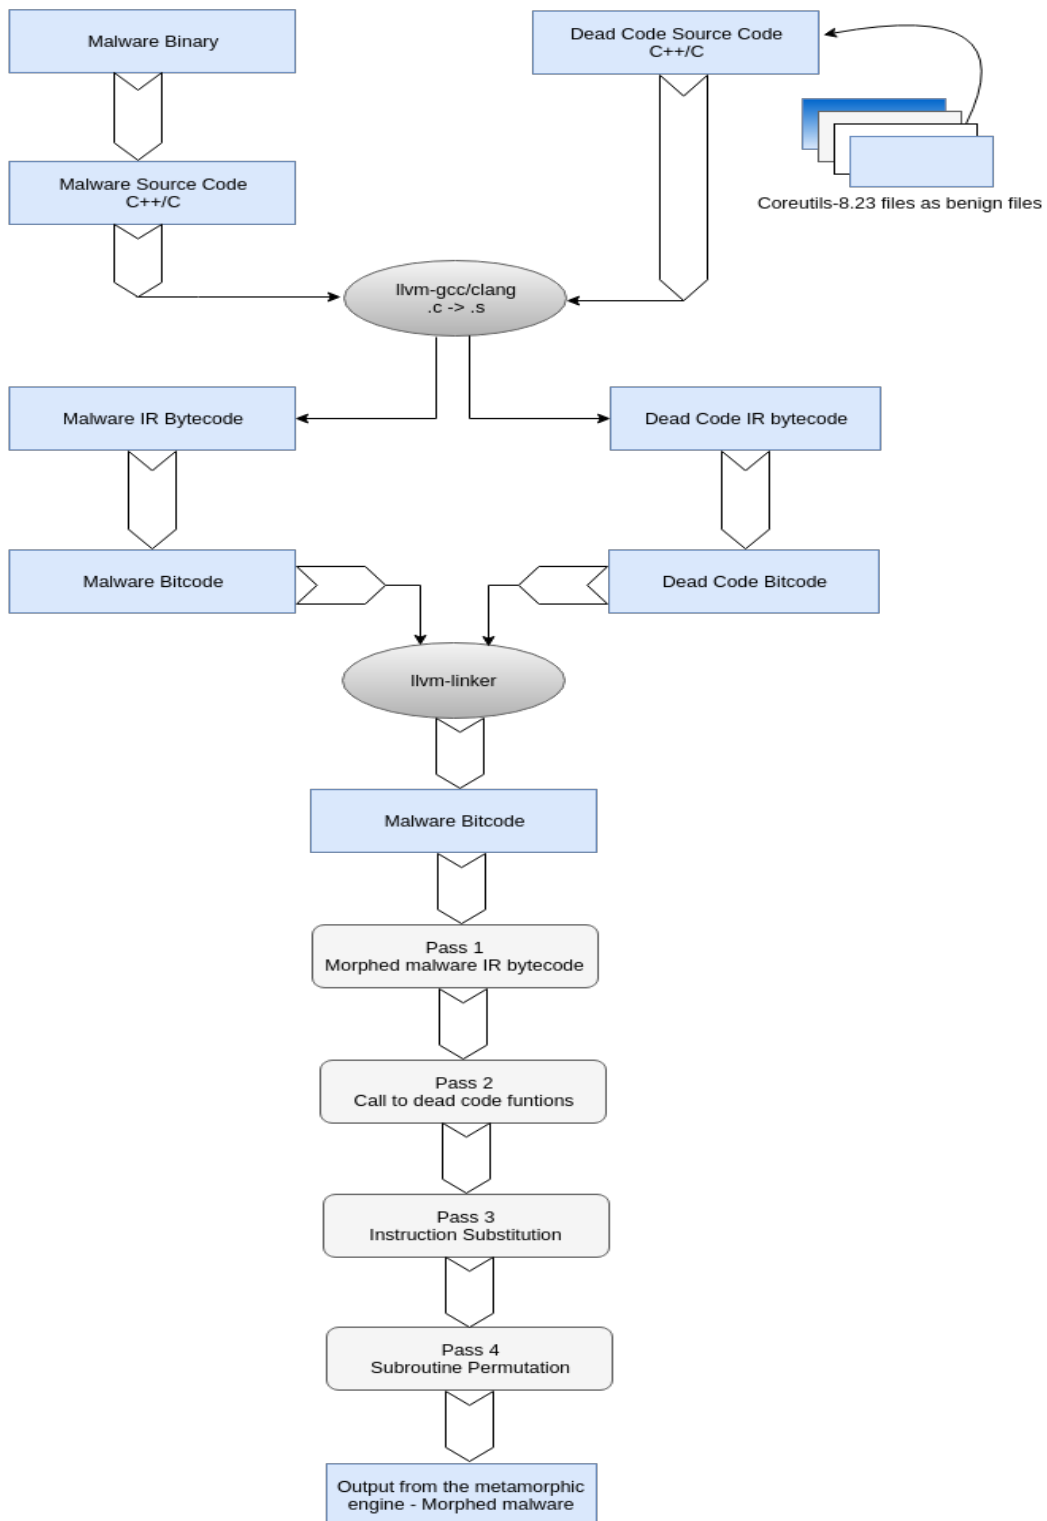 Malware Binary
Dead Code Source Code
C++/C
Malware Source Code
C++/C
Coreutils-8.23 files as benign files
llvm-gcc/clang
.c -> .s
Malware IR Bytecode
Dead Code IR bytecode
Malware Bitcode
Dead Code Bitcode
llvm-linker
Malware Bitcode
Pass 1
Morphed malware IR bytecode
Pass 2
Call to dead code funtions
Pass 3
Instruction Substitution
Pass 4
Subroutine Permutation
Output from the metamorphic
engine - Morphed malware